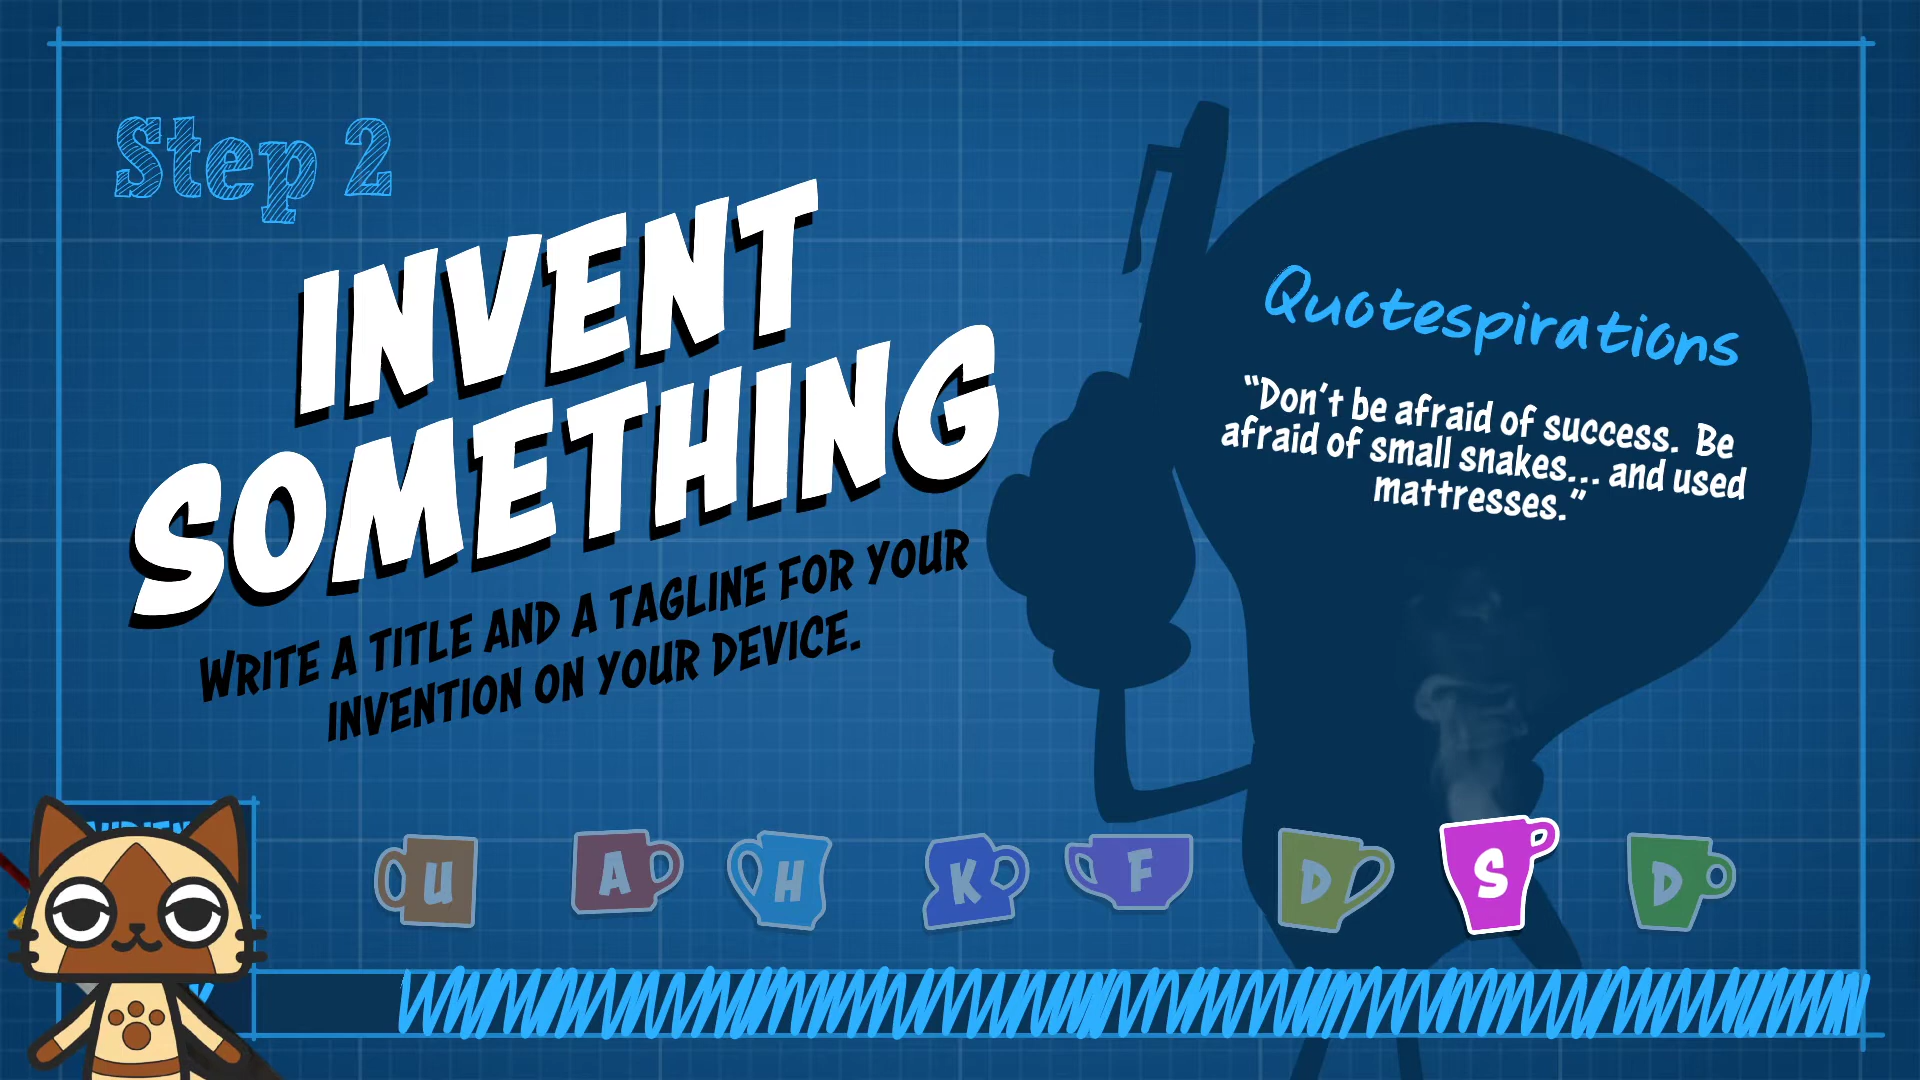 Step 2
INVENT
SOMETHING
WRITE A TITLE AND A TAGLINE FOR YOUR
INVENTION ON YOUR DEVICE.
Quotespirations
“Don’t be afraid of success. Be
afraid of small snakes... and used
mattresses.”
U A H K F D S D